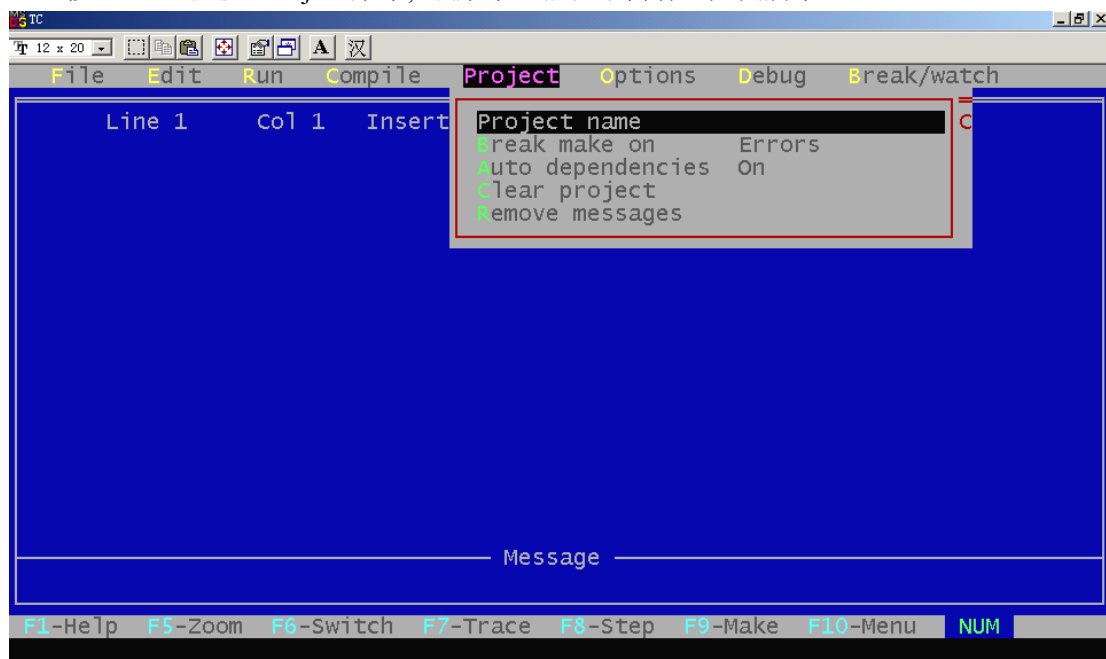 TC
12 x 20 A 汉
File Edit Run Compile Project Options Debug Break/watch
Line 1 Col 1 Insert C
Project name
Break make on Errors
Auto dependencies On
Clear project
Remove messages
Message
F1-Help F5-Zoom F6-Switch F7-Trace F8-Step F9-Make F10-Menu NUM